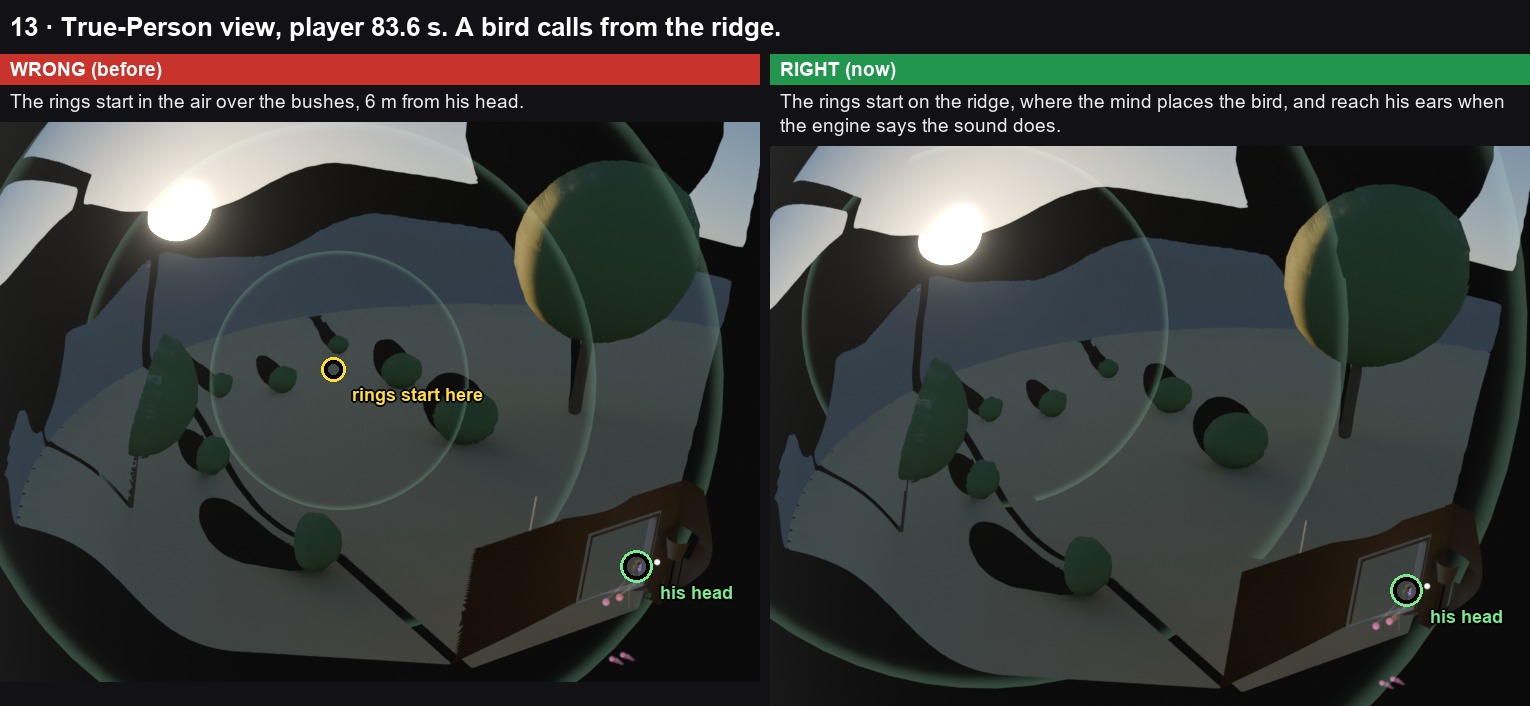 13 · True-Person view, player 83.6 s. A bird calls from the ridge.
WRONG (before)
The rings start in the air over the bushes, 6 m from his head.
rings start here
his head
RIGHT (now)
The rings start on the ridge, where the mind places the bird, and reach his ears when
the engine says the sound does.
his head